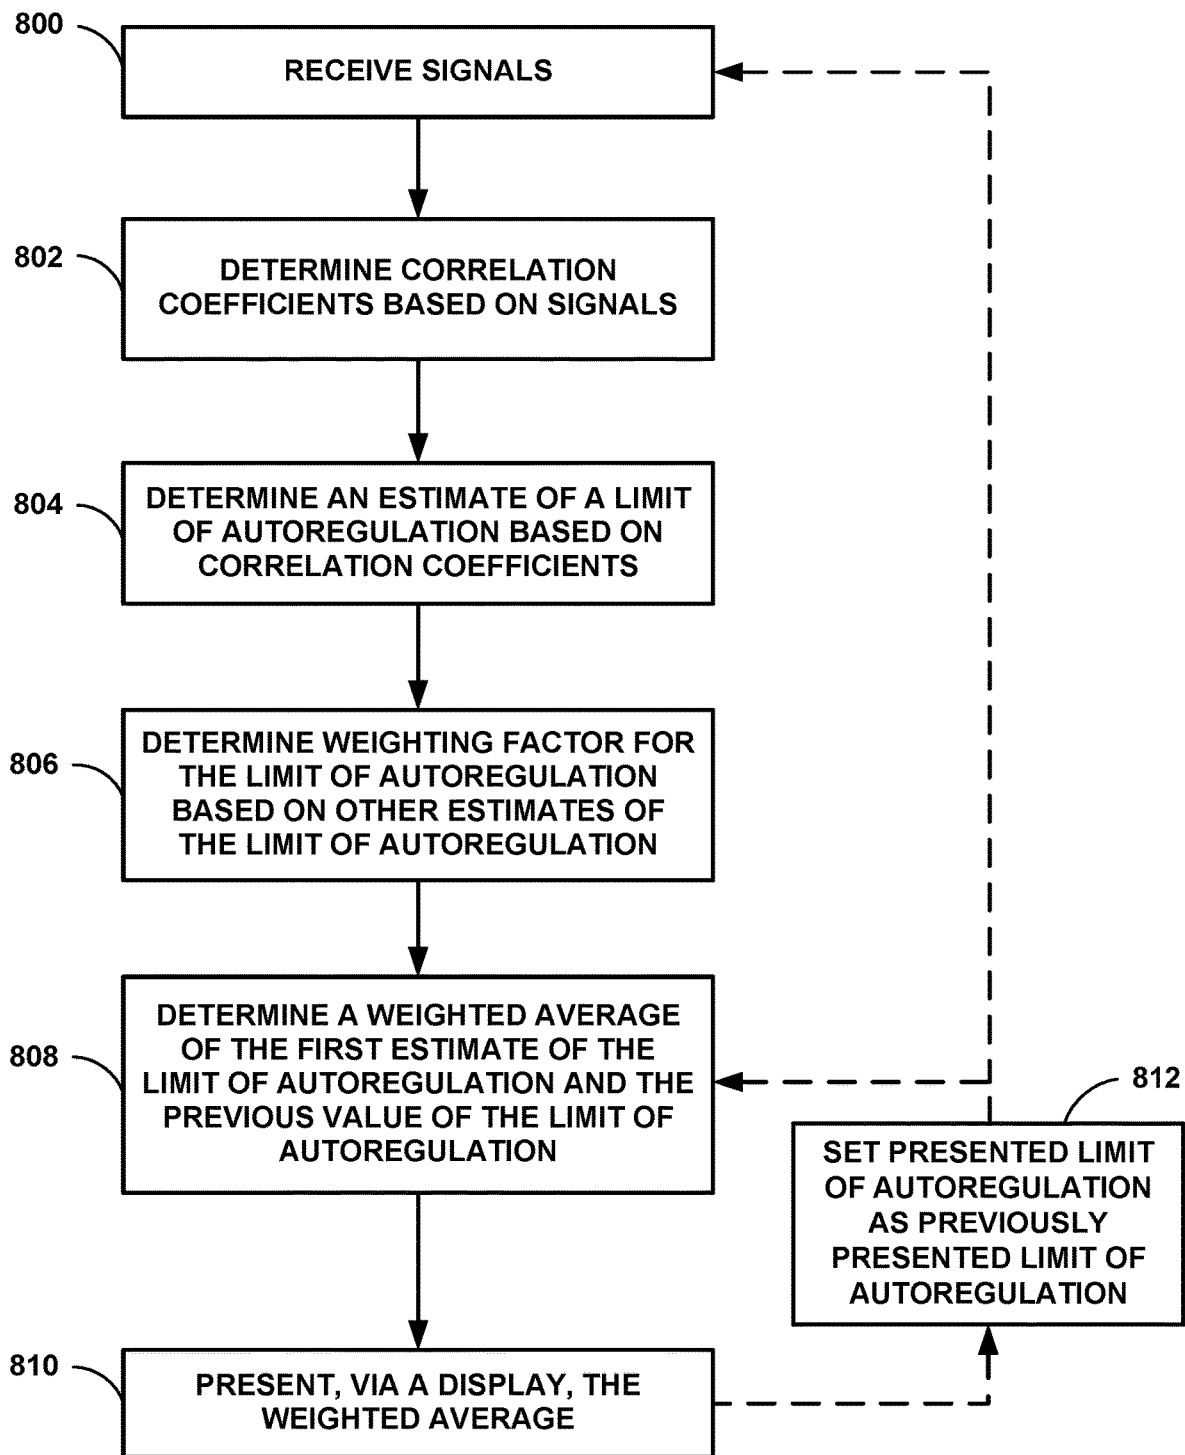 800
RECEIVE SIGNALS
802
DETERMINE CORRELATION
COEFFICIENTS BASED ON SIGNALS
804
DETERMINE AN ESTIMATE OF A LIMIT
OF AUTOREGULATION BASED ON
CORRELATION COEFFICIENTS
806
DETERMINE WEIGHTING FACTOR FOR
THE LIMIT OF AUTOREGULATION
BASED ON OTHER ESTIMATES OF
THE LIMIT OF AUTOREGULATION
808
DETERMINE A WEIGHTED AVERAGE
OF THE FIRST ESTIMATE OF THE
LIMIT OF AUTOREGULATION AND THE
PREVIOUS VALUE OF THE LIMIT OF
AUTOREGULATION
812
SET PRESENTED LIMIT
OF AUTOREGULATION
AS PREVIOUSLY
PRESENTED LIMIT OF
AUTOREGULATION
810
PRESENT, VIA A DISPLAY, THE
WEIGHTED AVERAGE